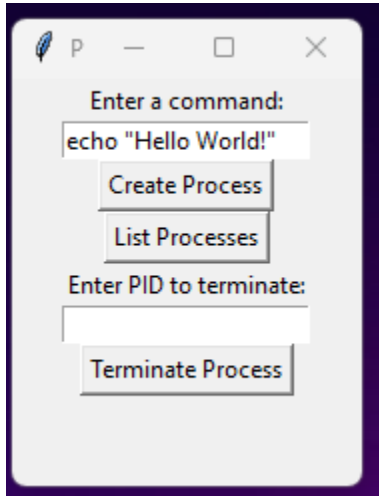 P
Enter a command:
echo "Hello World!"
Create Process
List Processes
Enter PID to terminate:
Terminate Process